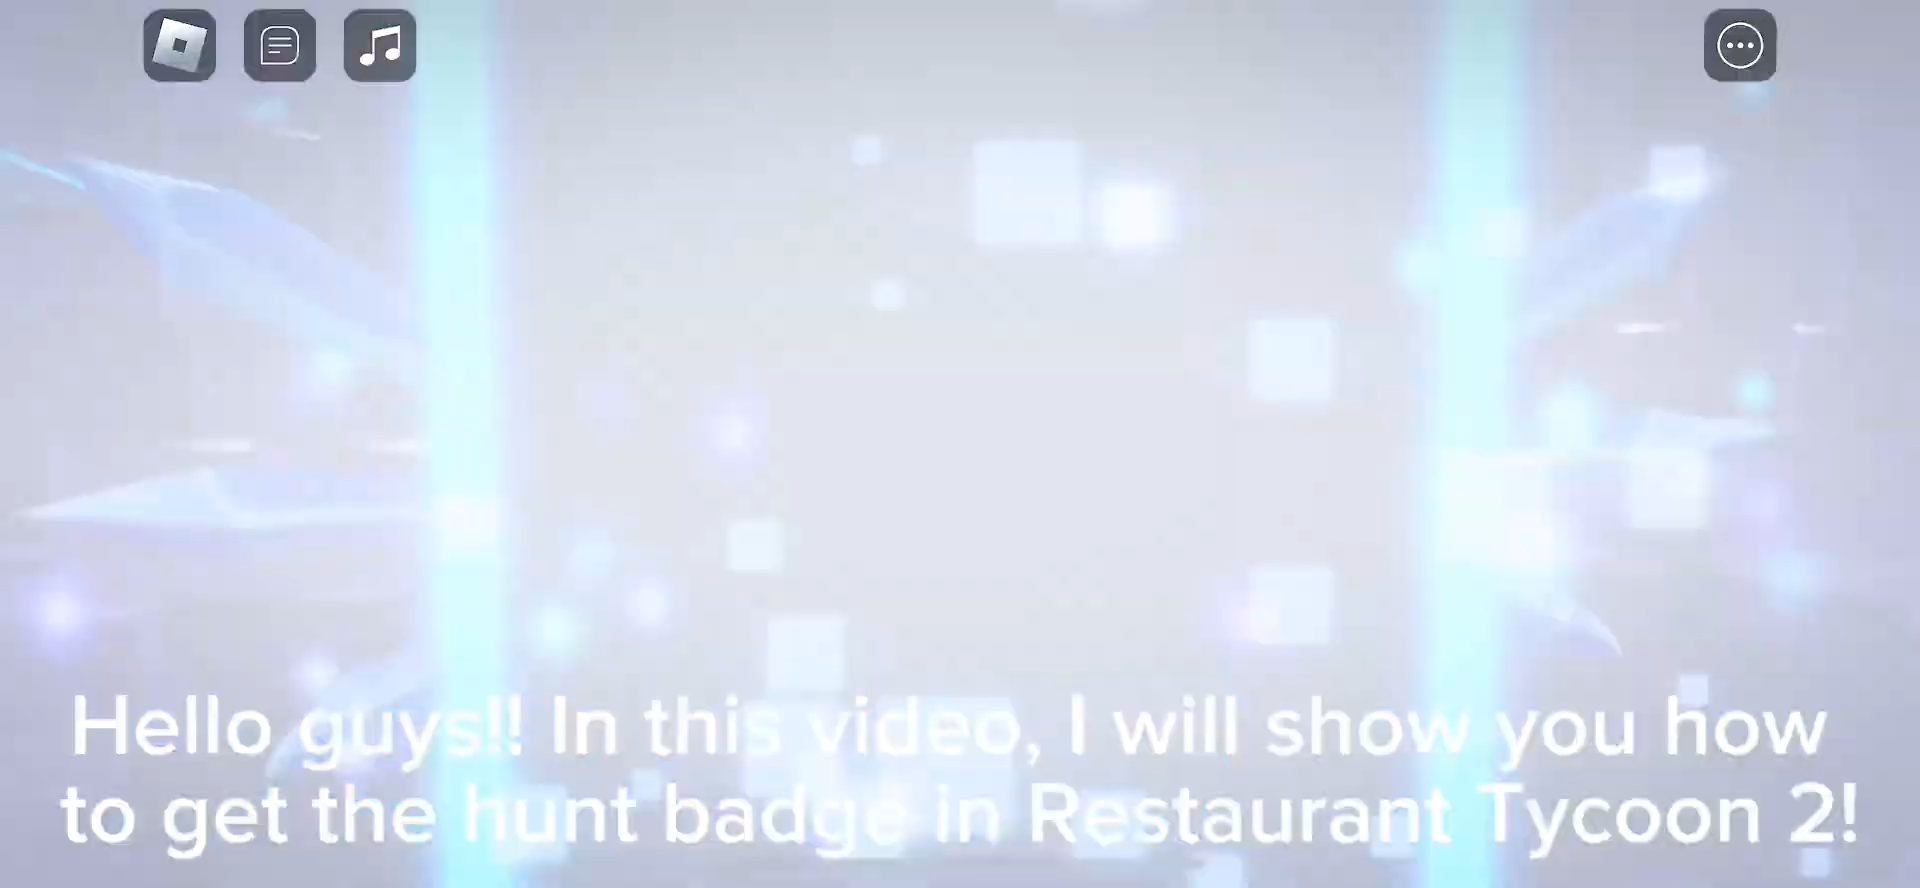 Hello guys!! In this video, I will show you how
to get the hunt badge in Restaurant Tycoon 2!